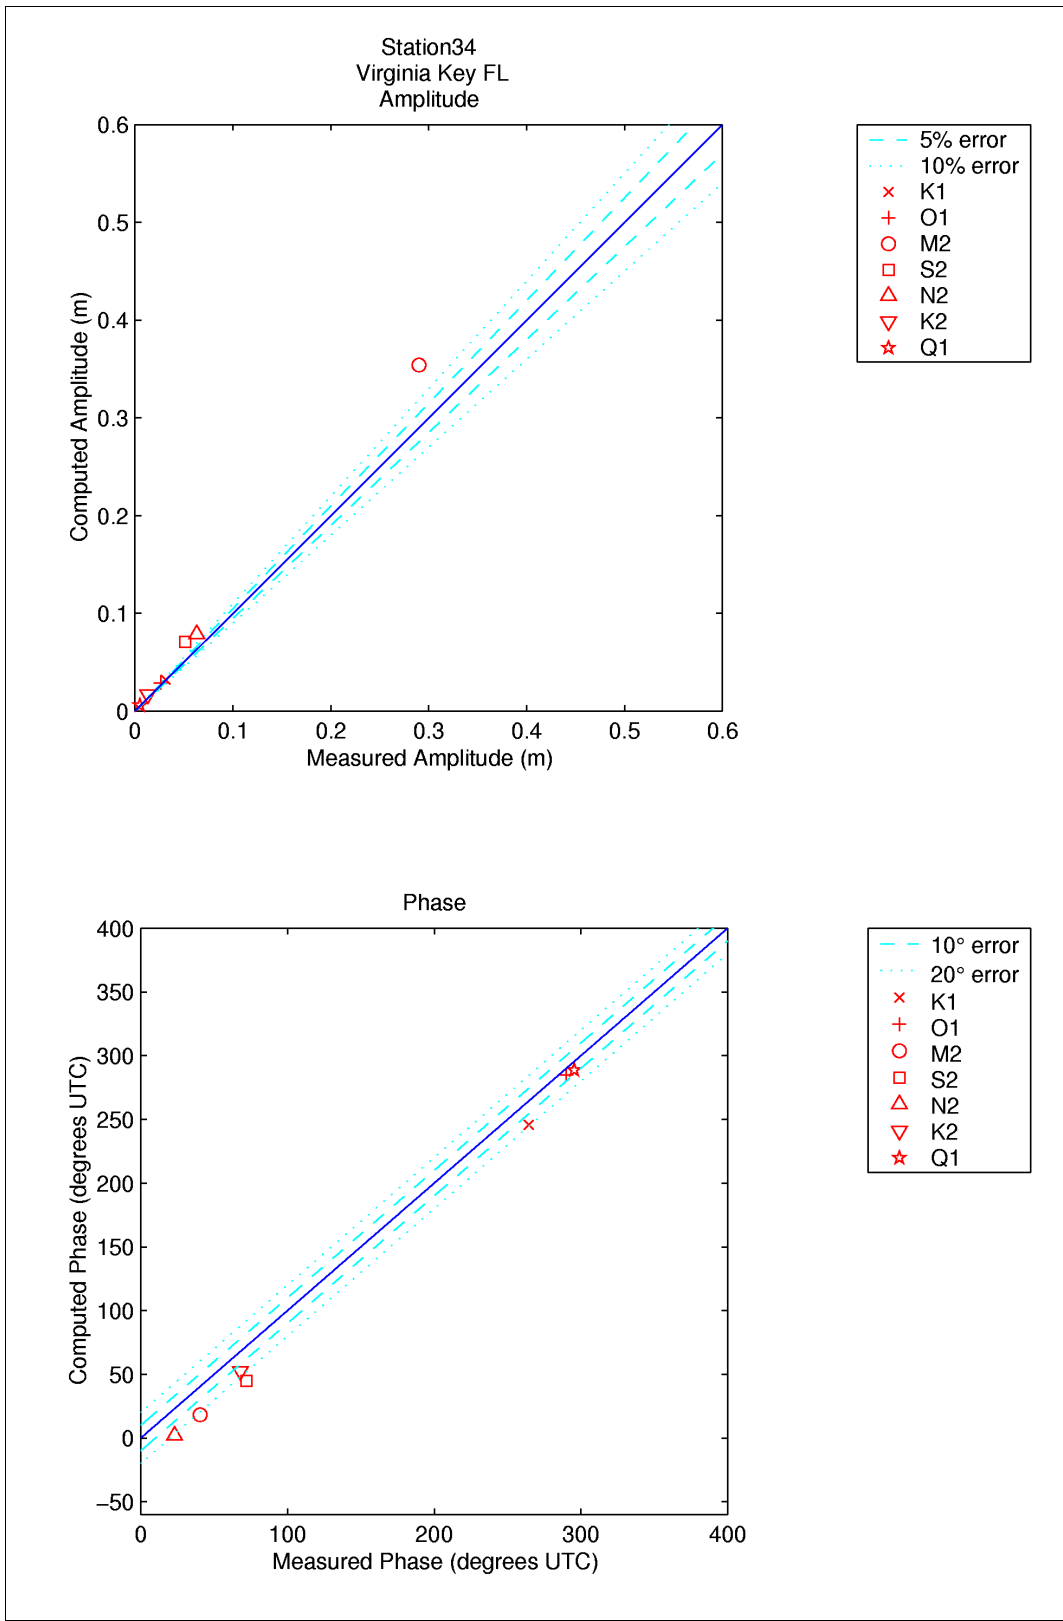 Station34
Virginia Key FL
Amplitude
0.6
0.5
0.4
0.3
0.2
0.1
0
Computed Amplitude (m)
0 0.1 0.2 0.3 0.4 0.5 0.6
Measured Amplitude (m)
5% error
10% error
K1
O1
M2
S2
N2
K2
Q1
Phase
400
350
300
250
200
150
100
50
0
−50
Computed Phase (degrees UTC)
0 100 200 300 400
Measured Phase (degrees UTC)
10° error
20° error
K1
O1
M2
S2
N2
K2
Q1